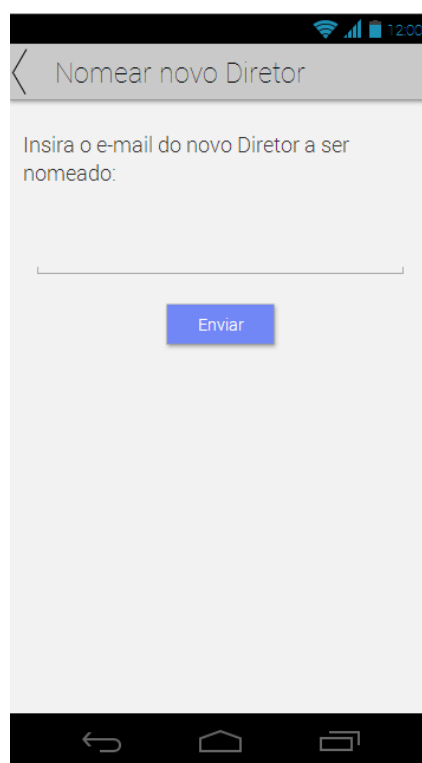 12:00
Nomear novo Diretor
Insira o e-mail do novo Diretor a ser
nomeado:
Enviar